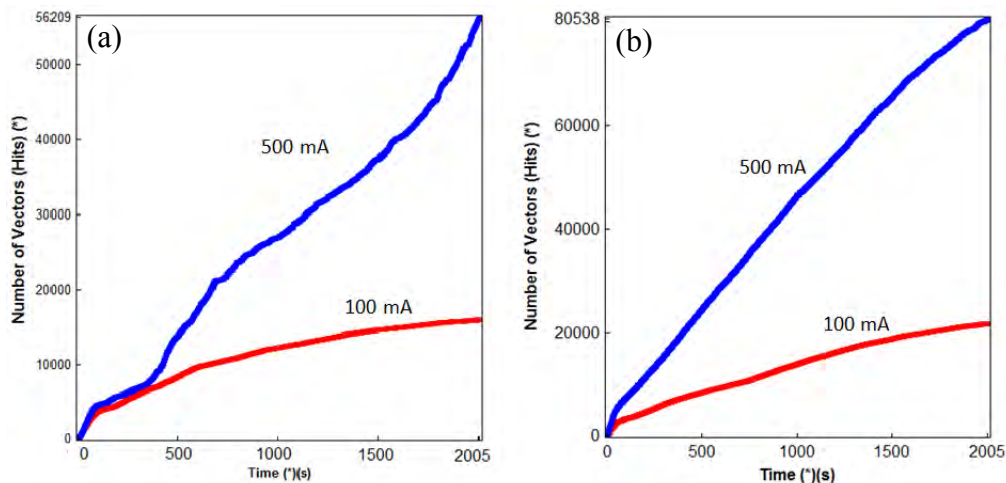 (a)
56209
50000
40000
30000
20000
10000
0
Number of Vectors (Hits) (*)
500 mA
100 mA
0 500 1000 1500 2005
Time (*)(s)
(b)
80538
60000
40000
20000
0
Number of Vectors (Hits) (*)
500 mA
100 mA
0 500 1000 1500 2005
Time (*)(s)